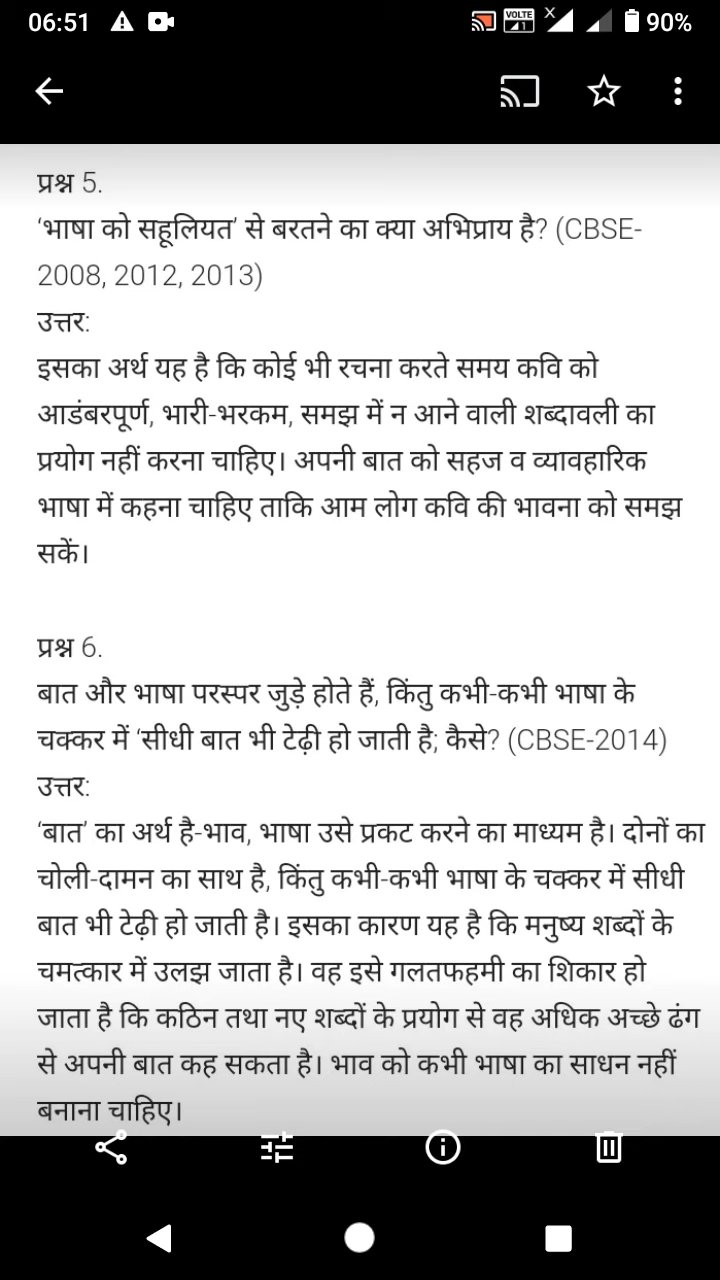 06:51
VOLTE
1
X
90%
प्रश्न 5.
‘भाषा को सहूलियत’ से बरतने का क्या अभिप्राय है? (CBSE-
2008, 2012, 2013)
उत्तर:
इसका अर्थ यह है कि कोई भी रचना करते समय कवि को
आडंबरपूर्ण, भारी-भरकम, समझ में न आने वाली शब्दावली का
प्रयोग नहीं करना चाहिए। अपनी बात को सहज व व्यावहारिक
भाषा में कहना चाहिए ताकि आम लोग कवि की भावना को समझ
सकें।
प्रश्न 6.
बात और भाषा परस्पर जुड़े होते हैं, किंतु कभी-कभी भाषा के
चक्कर में ‘सीधी बात भी टेढ़ी हो जाती है; कैसे? (CBSE-2014)
उत्तर:
‘बात’ का अर्थ है-भाव, भाषा उसे प्रकट करने का माध्यम है। दोनों का
चोली-दामन का साथ है, किंतु कभी-कभी भाषा के चक्कर में सीधी
बात भी टेढ़ी हो जाती है। इसका कारण यह है कि मनुष्य शब्दों के
चमत्कार में उलझ जाता है। वह इसे गलतफहमी का शिकार हो
जाता है कि कठिन तथा नए शब्दों के प्रयोग से वह अधिक अच्छे ढंग
से अपनी बात कह सकता है। भाव को कभी भाषा का साधन नहीं
बनाना चाहिए।